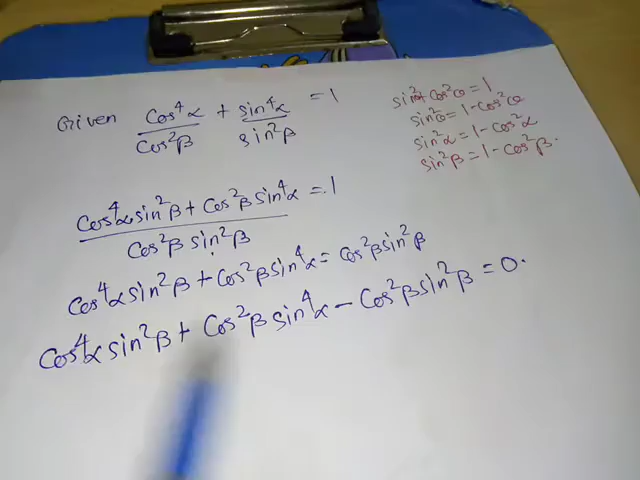 Given cos⁴α/cos²β + sin⁴α/sin²β = 1
sin²θ+cos²θ=1
sin²θ=1-cos²θ
sin²α=1-cos²α
sin²β=1-cos²β.
cos⁴α sin²β + cos²β sin⁴α / cos²β sin²β = 1
cos⁴α sin²β + cos²β sin⁴α = cos²β sin²β
cos⁴α sin²β + cos²β sin⁴α - cos²β sin²β = 0.